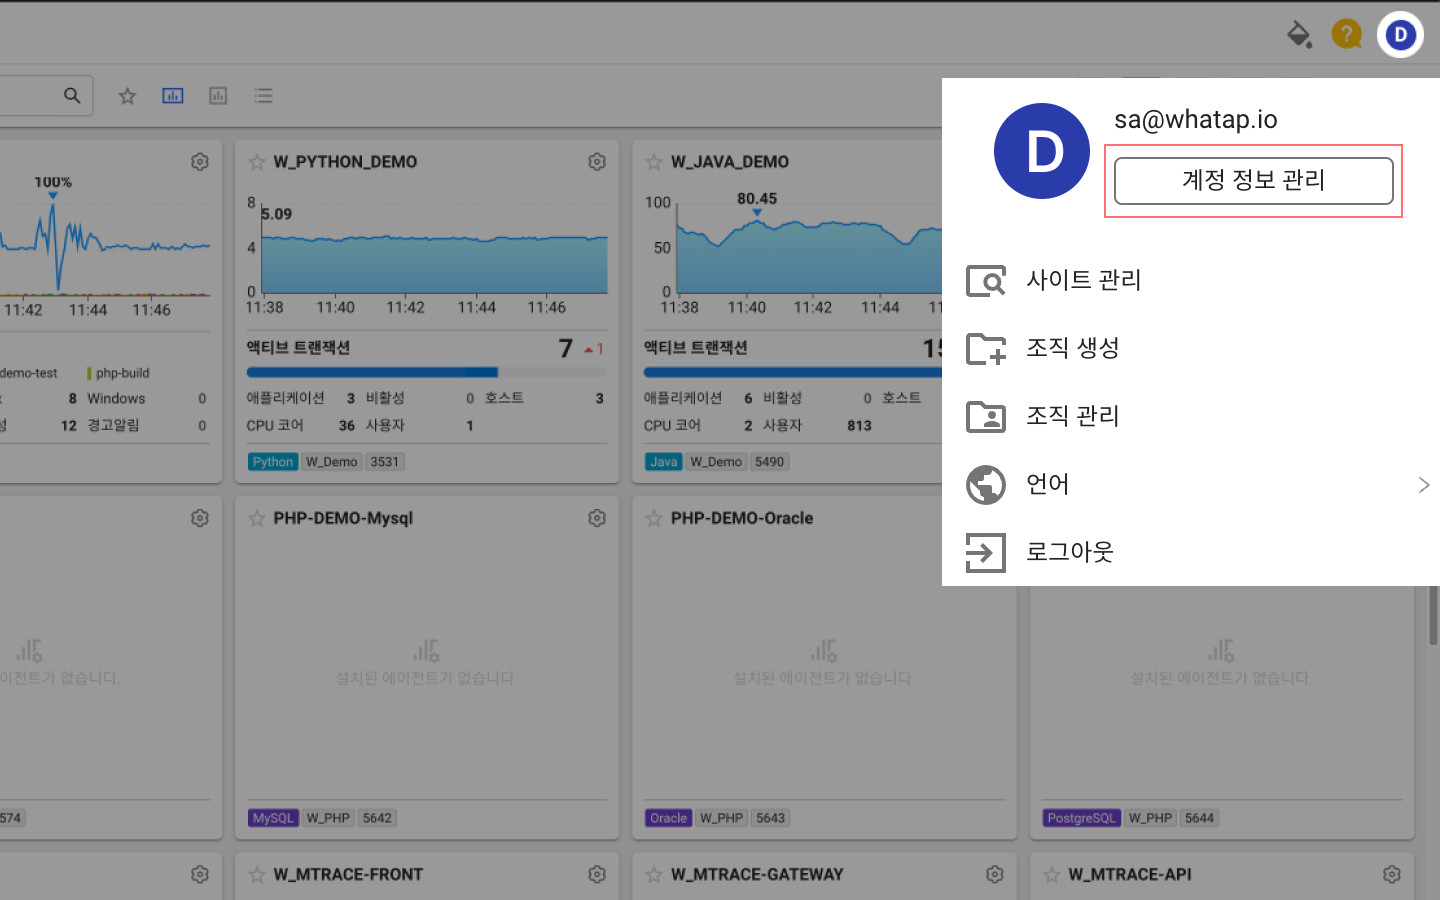 D
sa@whatap.io
D
계정 정보 관리
사이트 관리
조직 생성
조직 관리
언어
로그아웃
100%
11:42 11:44 11:46
demo-test php-build
8 Windows 0
12 경고알림 0
W_PYTHON_DEMO
8
5.09
4
0
11:38 11:40 11:42 11:44 11:46
액티브 트랜잭션 7 1
애플리케이션 3 비활성 0 호스트 3
CPU 코어 36 사용자 1
Python W_Demo 3531
W_JAVA_DEMO
80.45
100
50
0
11:38 11:40 11:42 11:44
액티브 트랜잭션
애플리케이션 6 비활성 0 호스트
CPU 코어 2 사용자 813
Java W_Demo 5490
이전트가 없습니다.
574
PHP-DEMO-Mysql
설치된 에이전트가 없습니다.
MySQL W_PHP 5642
PHP-DEMO-Oracle
설치된 에이전트가 없습니다.
Oracle W_PHP 5643
설치된 에이전트가 없습니다.
PostgreSQL W_PHP 5644
W_MTRACE-FRONT
W_MTRACE-GATEWAY
W_MTRACE-API